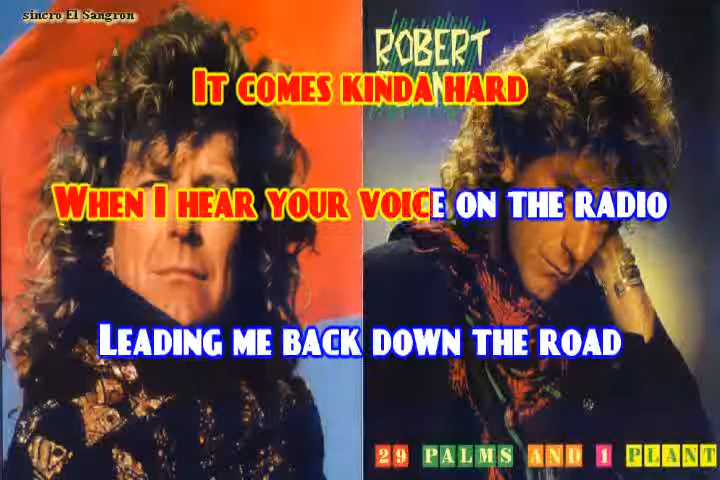 sincro El Sangron
ROBERT
It comes kinda hard
When I hear your voice on the radio
Leading me back down the road
29 PALMS AND 1 PLANT